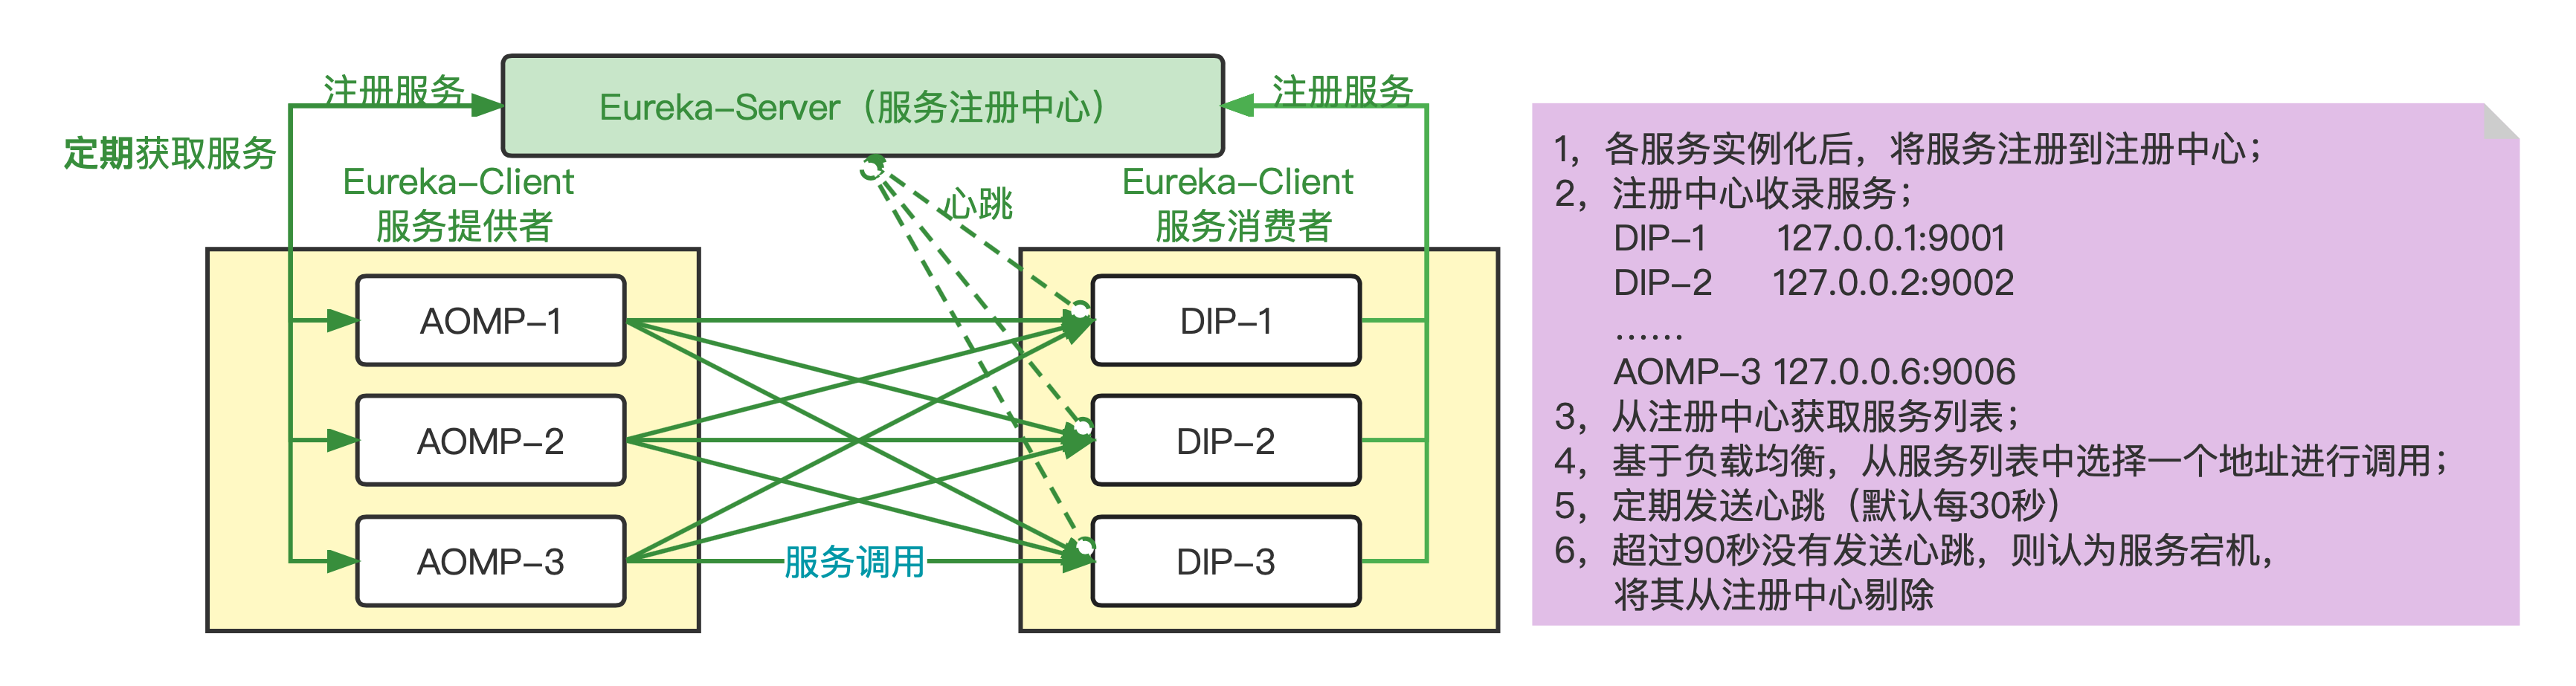 注册服务
Eureka-Server（服务注册中心）
注册服务
定期获取服务
Eureka-Client
服务提供者
心跳
Eureka-Client
服务消费者
AOMP-1
AOMP-2
AOMP-3
服务调用
DIP-1
DIP-2
DIP-3
1，各服务实例化后，将服务注册到注册中心；
2，注册中心收录服务；
DIP-1 127.0.0.1:9001
DIP-2 127.0.0.2:9002
……
AOMP-3 127.0.0.6:9006
3，从注册中心获取服务列表；
4，基于负载均衡，从服务列表中选择一个地址进行调用；
5，定期发送心跳（默认每30秒）
6，超过90秒没有发送心跳，则认为服务宕机，
将其从注册中心剔除